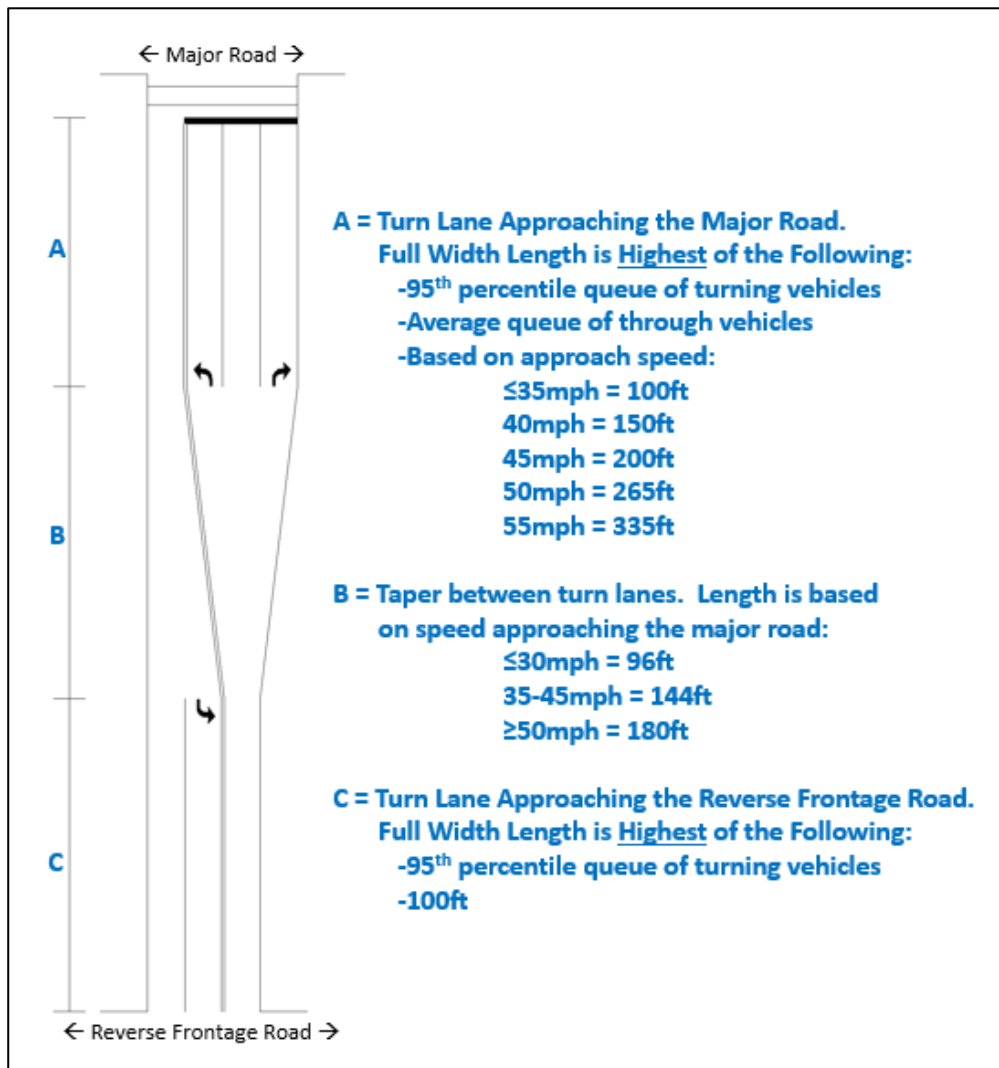 ← Major Road →
A
A = Turn Lane Approaching the Major Road.
Full Width Length is Highest of the Following:
-95th percentile queue of turning vehicles
-Average queue of through vehicles
-Based on approach speed:
≤35mph = 100ft
40mph = 150ft
45mph = 200ft
50mph = 265ft
55mph = 335ft
B
B = Taper between turn lanes. Length is based
on speed approaching the major road:
≤30mph = 96ft
35-45mph = 144ft
≥50mph = 180ft
C
C = Turn Lane Approaching the Reverse Frontage Road.
Full Width Length is Highest of the Following:
-95th percentile queue of turning vehicles
-100ft
← Reverse Frontage Road →